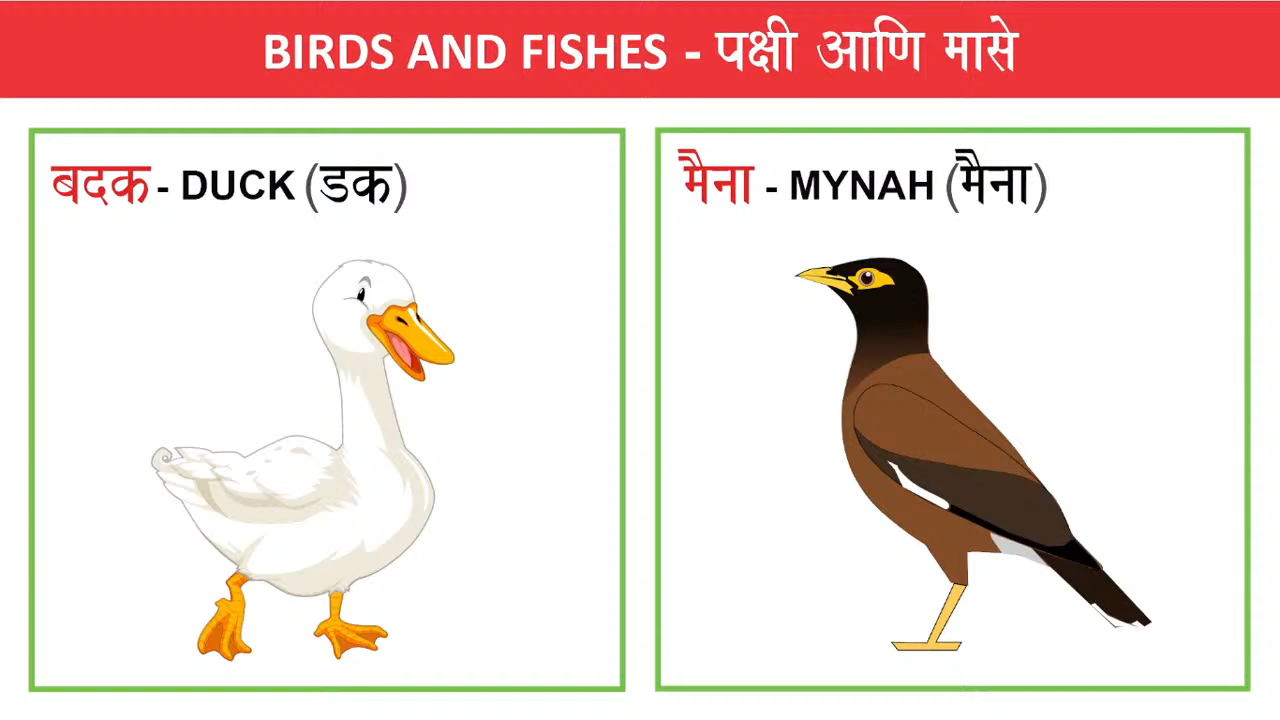 BIRDS AND FISHES - पक्षी आणि मासे
बदक - DUCK (डक)
मैना - MYNAH (मैना)